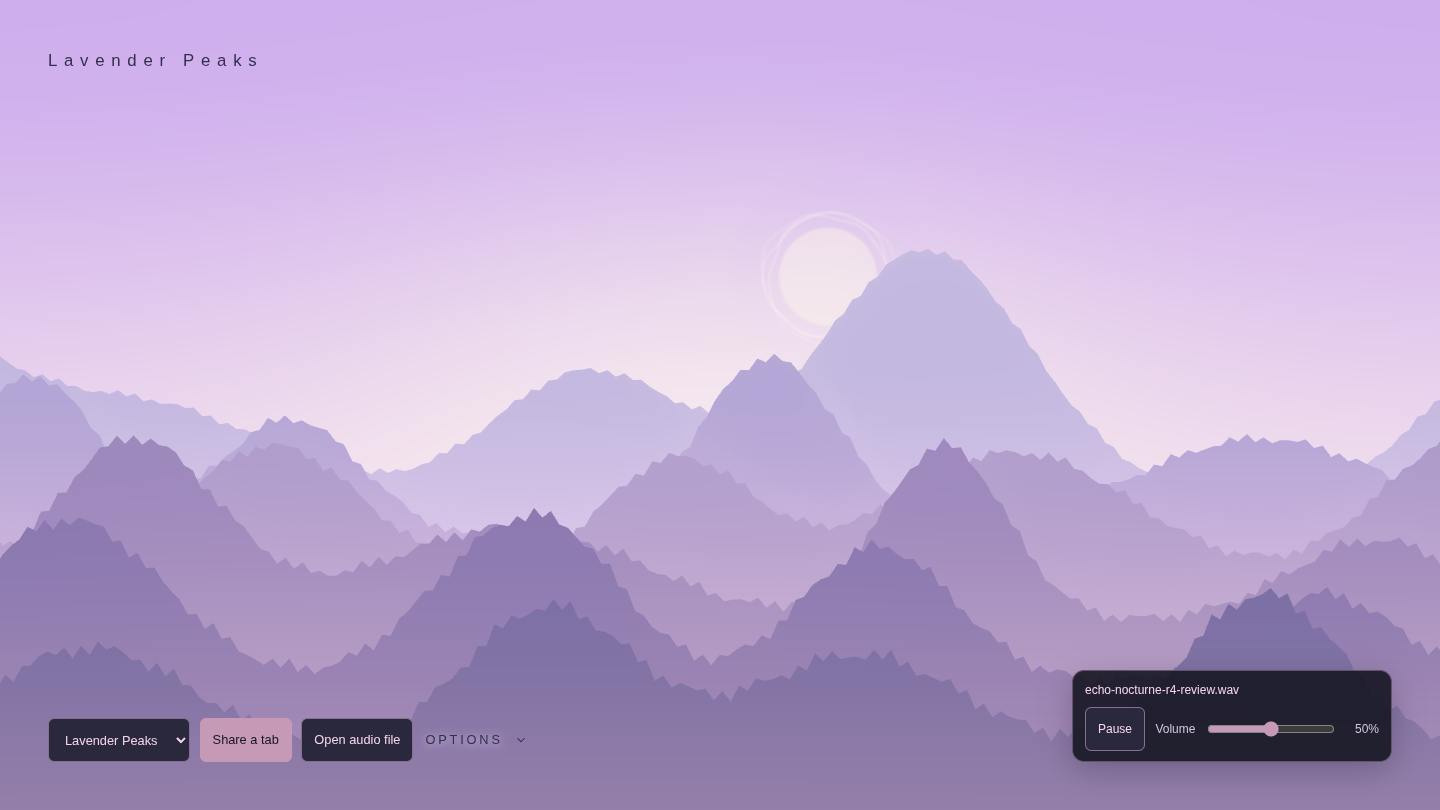 Lavender Peaks
echo-nocturne-r4-review.wav
Pause Volume 50%
Lavender Peaks Share a tab Open audio file OPTIONS